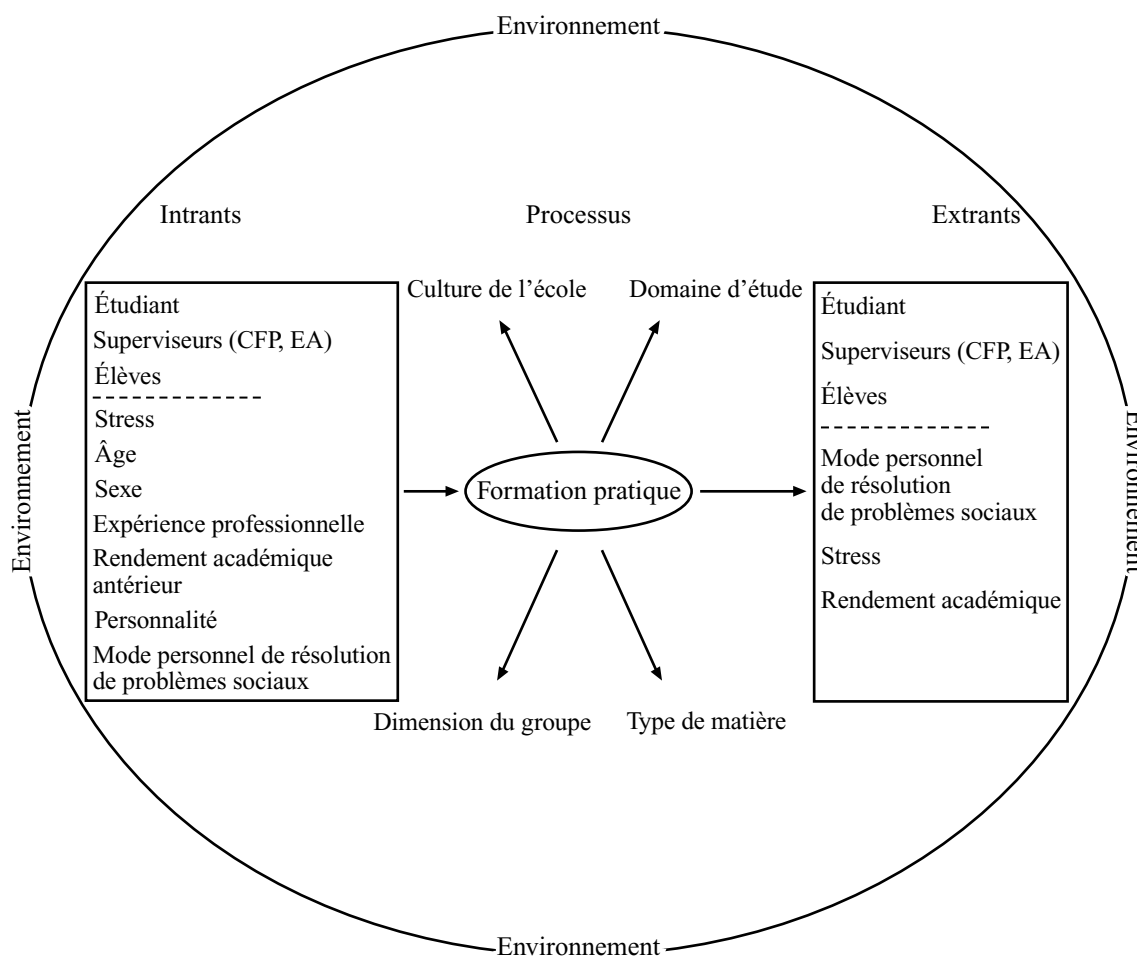 Environnement
Intrants
Processus
Extrants
Culture de l’école
Domaine d’étude
Étudiant
Superviseurs (CFP, EA)
Élèves
Stress
Âge
Sexe
Expérience professionnelle
Rendement académique
antérieur
Personnalité
Mode personnel de résolution
de problèmes sociaux
Formation pratique
Étudiant
Superviseurs (CFP, EA)
Élèves
Mode personnel
de résolution
de problèmes sociaux
Stress
Rendement académique
Environnement
Environnement
Dimension du groupe
Type de matière
Environnement